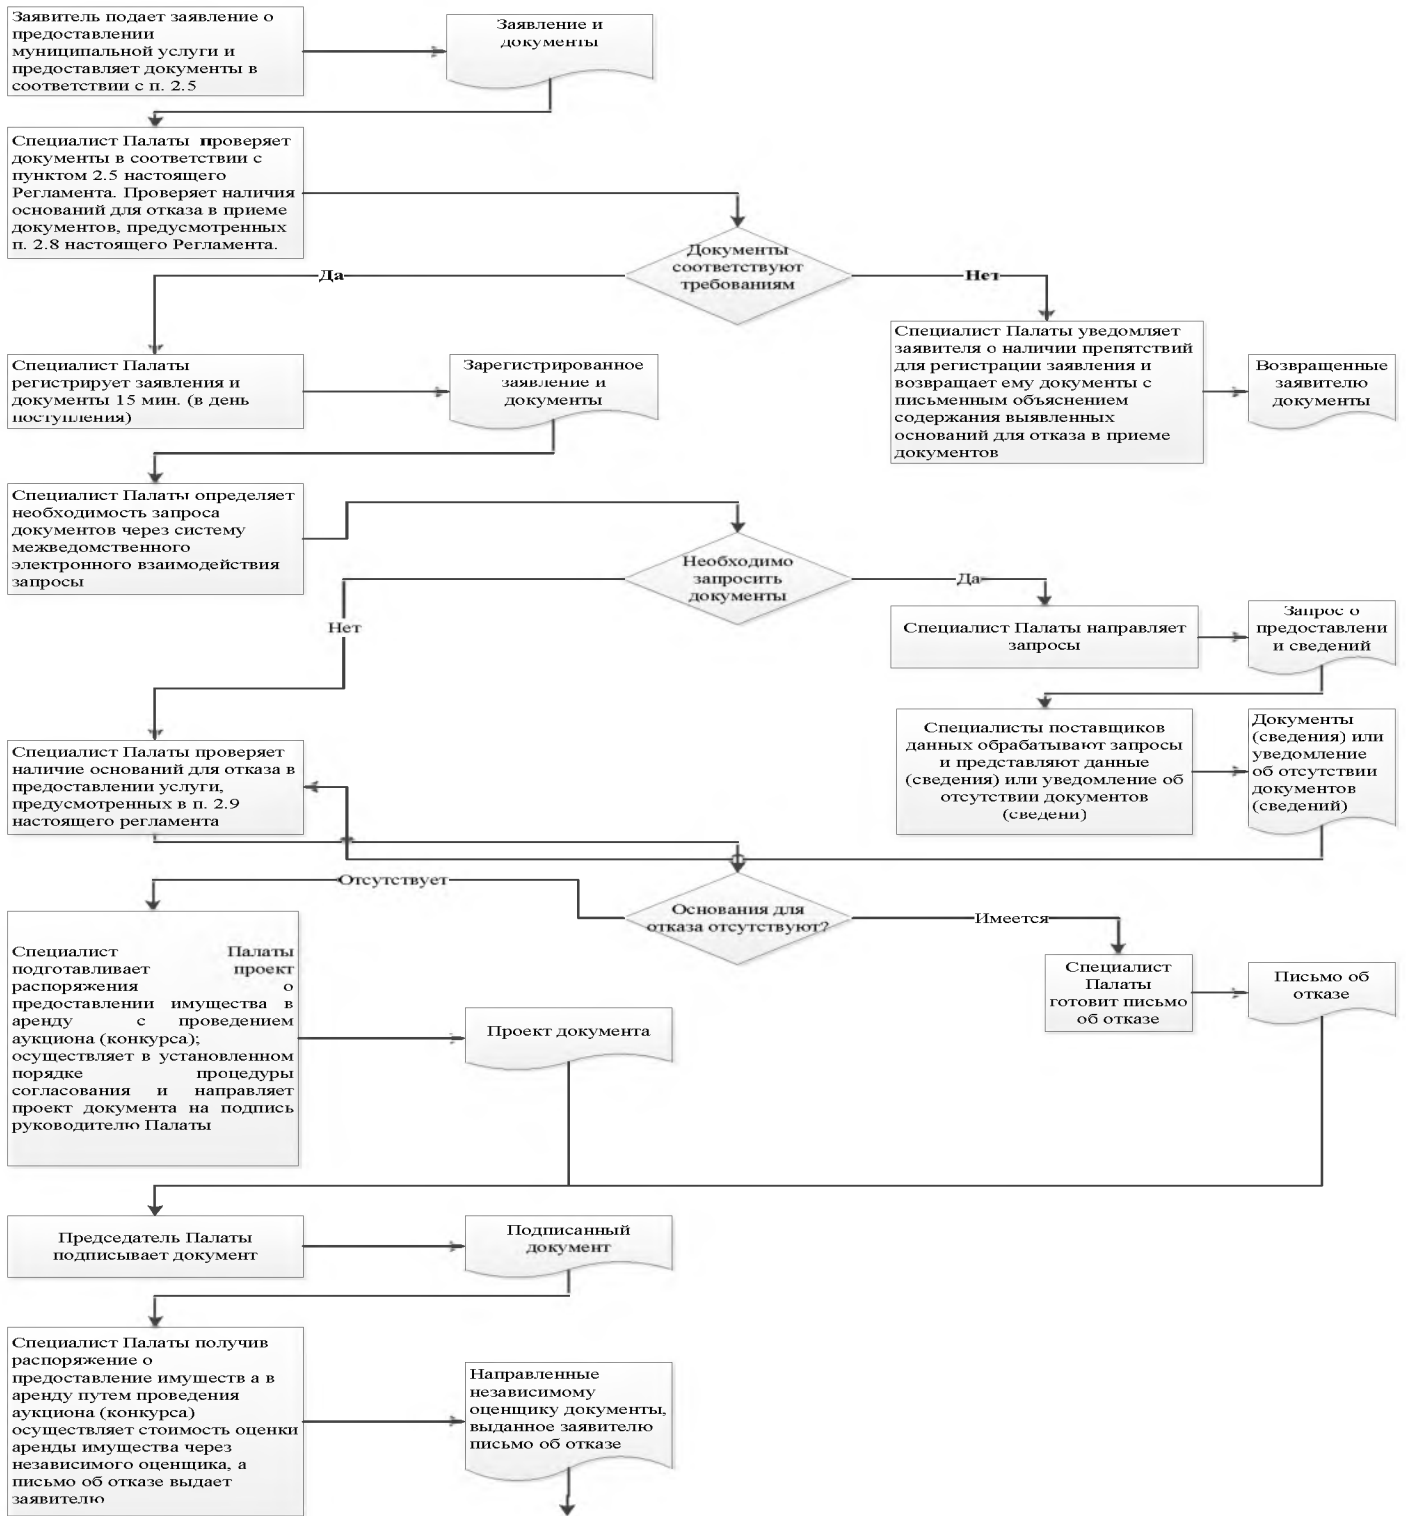 Заявитель подает заявление о
предоставлении
муниципальной услуги и
предоставляет документы в
соответствии с п. 2.5
Заявление и
документы
Специалист Палаты проверяет
документы в соответствии с
пунктом 2.5 настоящего
Регламента. Проверяет наличия
оснований для отказа в приеме
документов, предусмотренных
п. 2.8 настоящего Регламента.
Документы
соответствуют
требованиям
Да
Нет
Специалист Палаты
регистрирует заявления и
документы 15 мин. (в день
поступления)
Зарегистрированное
заявление и
документы
Специалист Палаты уведомляет
заявителя о наличии препятствий
для регистрации заявления и
возвращает ему документы с
письменным объяснением
содержания выявленных
оснований для отказа в приеме
документов
Возвращенные
заявителю
документы
Специалист Палаты определяет
необходимость запроса
документов через систему
межведомственного
электронного взаимодействия
запросы
Необходимо
запросить
документы
Да
Нет
Специалист Палаты направляет
запросы
Запрос о
предоставлени
и сведений
Специалисты поставщиков
данных обрабатывают запросы
и представляют данные
(сведения) или уведомление об
отсутствии документов
(сведени)
Документы
(сведения) или
уведомление
об отсутствии
документов
(сведений)
Специалист Палаты проверяет
наличие оснований для отказа в
предоставлении услуги,
предусмотренных в п. 2.9
настоящего регламента
Отсутствует
Основания для
отказа отсутствуют?
Имеется
Специалист Палаты
подготавливает проект
распоряжения о
предоставлении имущества в
аренду с проведением
аукциона (конкурса);
осуществляет в установленном
порядке процедуры
согласования и направляет
проект документа на подпись
руководителю Палаты
Проект документа
Специалист
Палаты
готовит письмо
об отказе
Письмо об
отказе
Председатель Палаты
подписывает документ
Подписанный
документ
Специалист Палаты получив
распоряжение о
предоставление имуществ а в
аренду путем проведения
аукциона (конкурса)
осуществляет стоимость оценки
аренды имущества через
независимого оценщика, а
письмо об отказе выдает
заявителю
Направленные
независимому
оценщику документы,
выданное заявителю
письмо об отказе